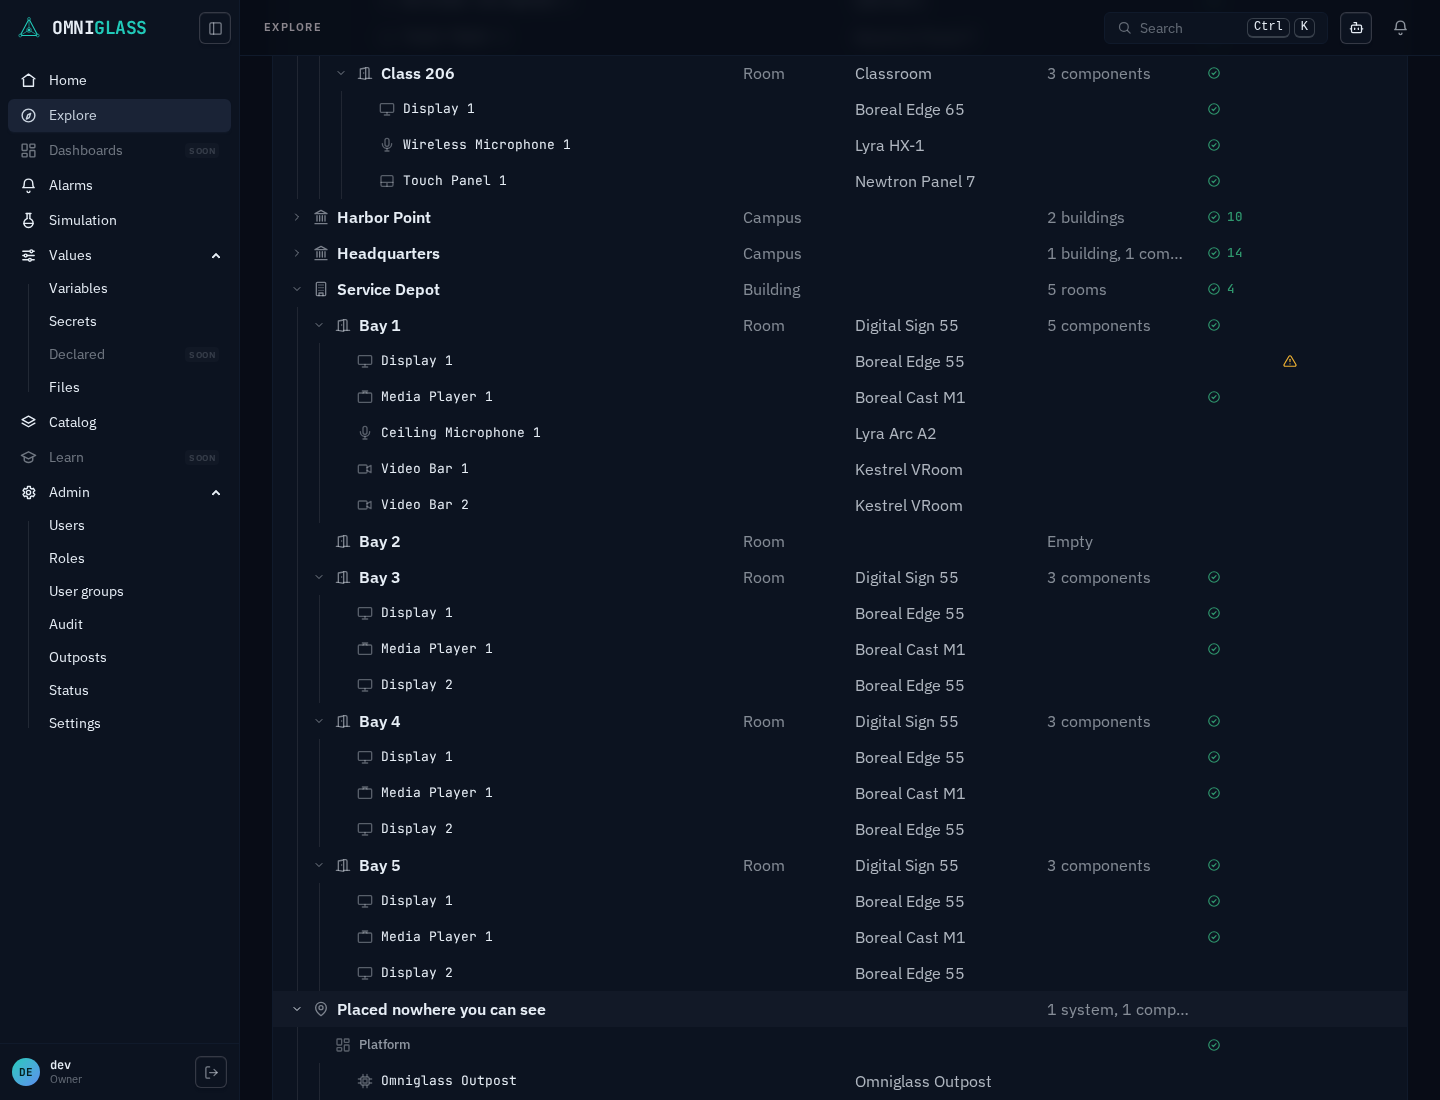 OMNIGLASS
EXPLORE
Search
Ctrl
K
Home
Explore
Dashboards
SOON
Alarms
Simulation
Values
Variables
Secrets
Declared
SOON
Files
Catalog
Learn
SOON
Admin
Users
Roles
User groups
Audit
Outposts
Status
Settings
DE
dev
Owner
Class 206 Room Classroom 3 components
Display 1 Boreal Edge 65
Wireless Microphone 1 Lyra HX-1
Touch Panel 1 Newtron Panel 7
Harbor Point Campus 2 buildings 10
Headquarters Campus 1 building, 1 com... 14
Service Depot Building 5 rooms 4
Bay 1 Room Digital Sign 55 5 components
Display 1 Boreal Edge 55
Media Player 1 Boreal Cast M1
Ceiling Microphone 1 Lyra Arc A2
Video Bar 1 Kestrel VRoom
Video Bar 2 Kestrel VRoom
Bay 2 Room Empty
Bay 3 Room Digital Sign 55 3 components
Display 1 Boreal Edge 55
Media Player 1 Boreal Cast M1
Display 2 Boreal Edge 55
Bay 4 Room Digital Sign 55 3 components
Display 1 Boreal Edge 55
Media Player 1 Boreal Cast M1
Display 2 Boreal Edge 55
Bay 5 Room Digital Sign 55 3 components
Display 1 Boreal Edge 55
Media Player 1 Boreal Cast M1
Display 2 Boreal Edge 55
Placed nowhere you can see 1 system, 1 comp...
Platform
Omniglass Outpost Omniglass Outpost